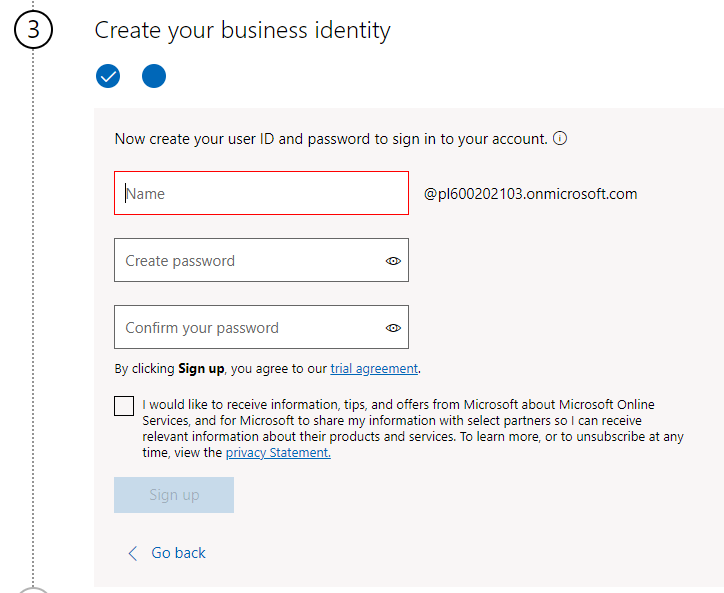 3
Create your business identity
Now create your user ID and password to sign in to your account.
Name
@pl600202103.onmicrosoft.com
Create password
Confirm your password
By clicking Sign up, you agree to our trial agreement.
I would like to receive information, tips, and offers from Microsoft about Microsoft Online
Services, and for Microsoft to share my information with select partners so I can receive
relevant information about their products and services. To learn more, or to unsubscribe at any
time, view the privacy Statement.
Sign up
Go back